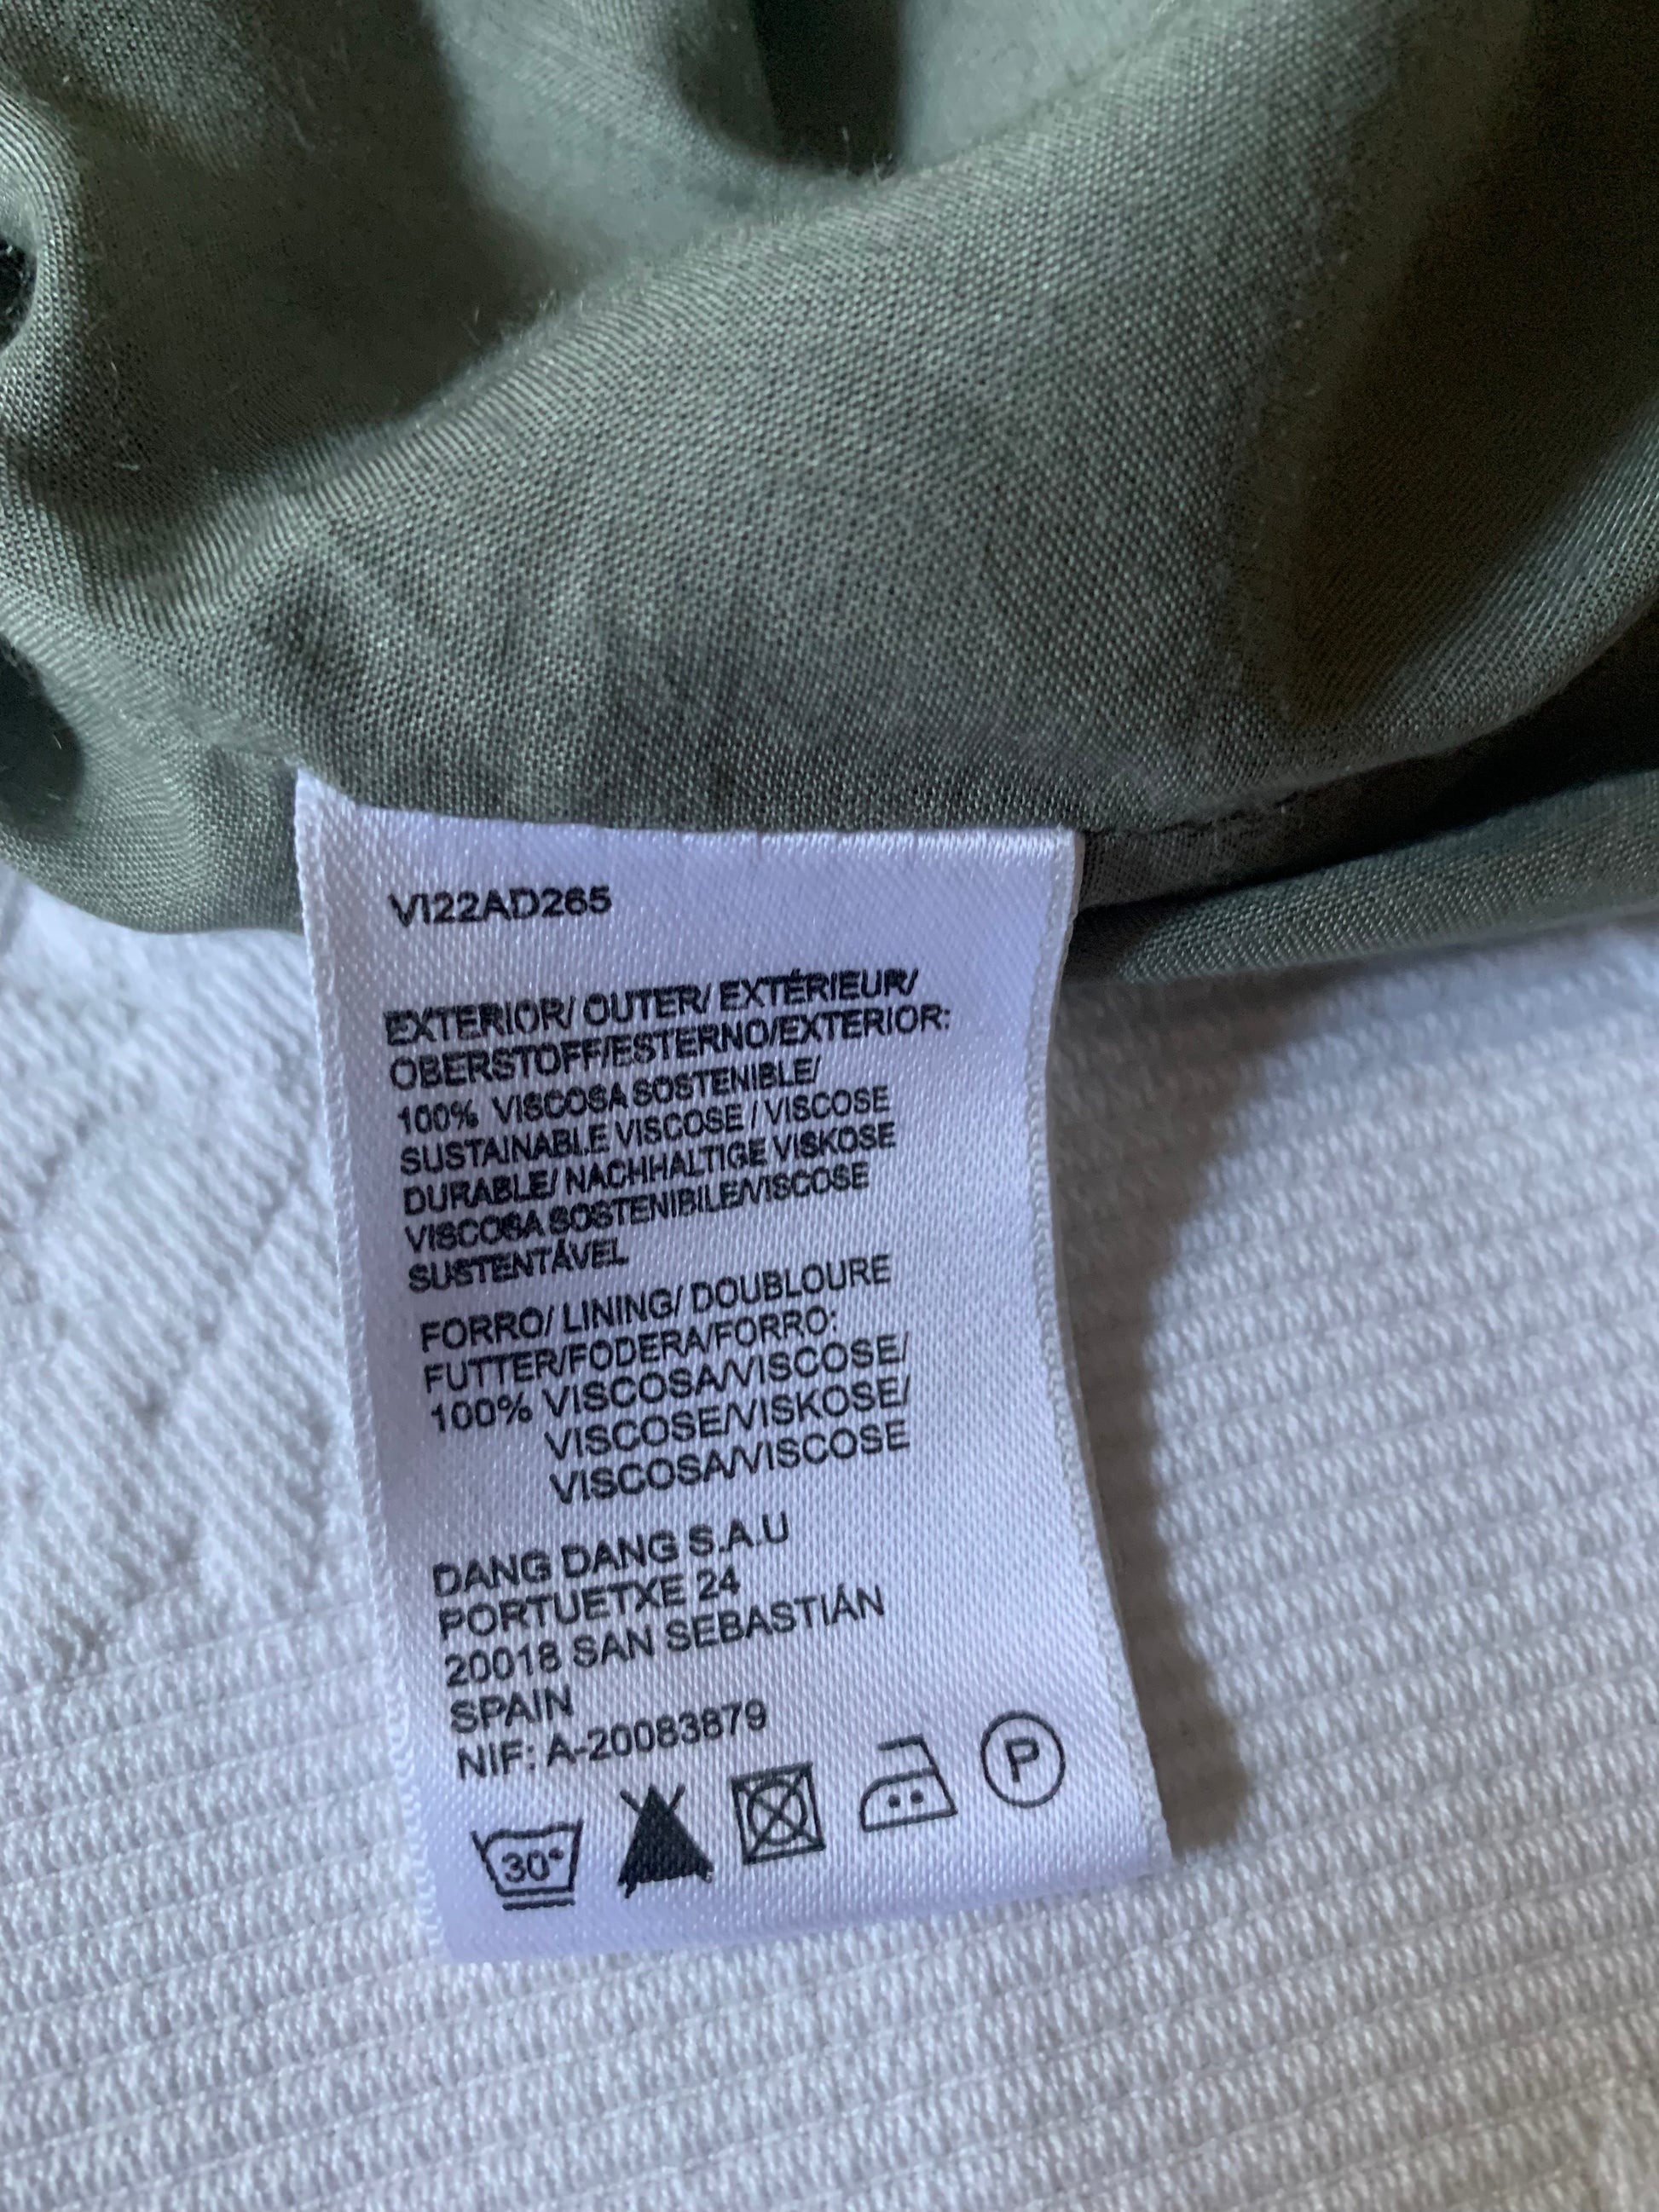 VI22AD265
EXTERIOR/ OUTER/ EXTÉRIEUR/
OBERSTOFF/ESTERNO/EXTERIOR:
100% VISCOSA SOSTENIBLE/
SUSTAINABLE VISCOSE / VISCOSE
DURABLE/ NACHHALTIGE VISKOSE
VISCOSA SOSTENIBILE/VISCOSE
SUSTENTÁVEL
FORRO/ LINING/ DOUBLOURE
FUTTER/FODERA/FORRO:
100% VISCOSA/VISCOSE/
VISCOSE/VISKOSE/
VISCOSA/VISCOSE
DANG DANG S.A.U
PORTUETXE 24
20018 SAN SEBASTIÁN
SPAIN
NIF: A-20083879
30°
P